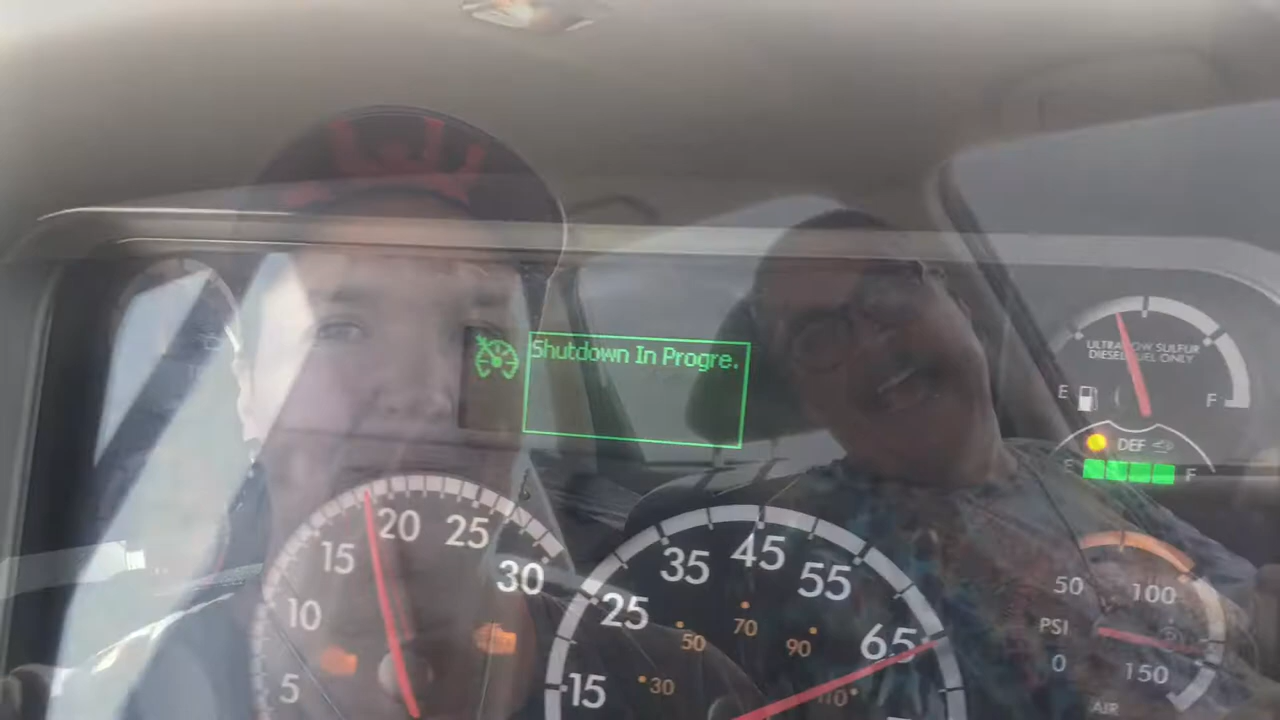 Shutdown In Progre.
ULTRA LOW SULFUR
DIESEL FUEL ONLY
E
F
DEF
E
F
5
10
15
20
25
30
15
25
35
45
55
65
30
50
70
90
110
50
100
PSI
0
150
AIR